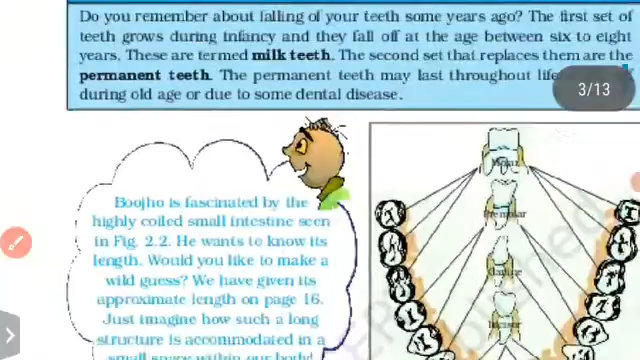 Do you remember about falling of your teeth some years ago? The first set of
teeth grows during infancy and they fall off at the age between six to eight
years. These are termed milk teeth. The second set that replaces them are the
permanent teeth. The permanent teeth may last throughout life
during old age or due to some dental disease.
3/13
Boojho is fascinated by the
highly coiled small intestine seen
in Fig. 2.2. He wants to know its
length. Would you like to make a
wild guess? We have given its
approximate length on page 16.
Just imagine how such a long
structure is accommodated in a
small space within our body!
Molar
Premolar
Canine
Incisor